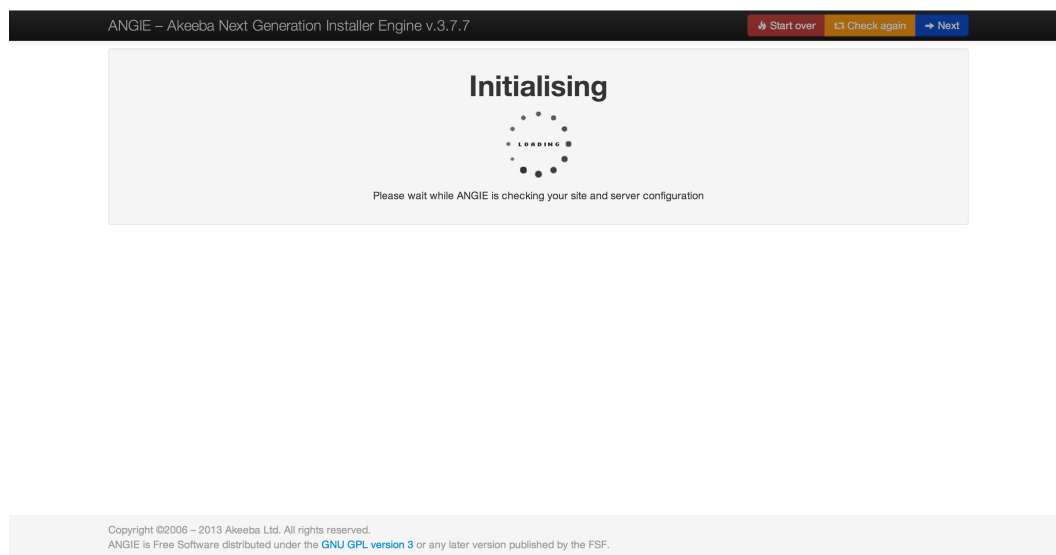 ANGIE – Akeeba Next Generation Installer Engine v.3.7.7
Start over
Check again
Next
Initialising
LOADING
Please wait while ANGIE is checking your site and server configuration
Copyright ©2006 – 2013 Akeeba Ltd. All rights reserved.
ANGIE is Free Software distributed under the GNU GPL version 3 or any later version published by the FSF.